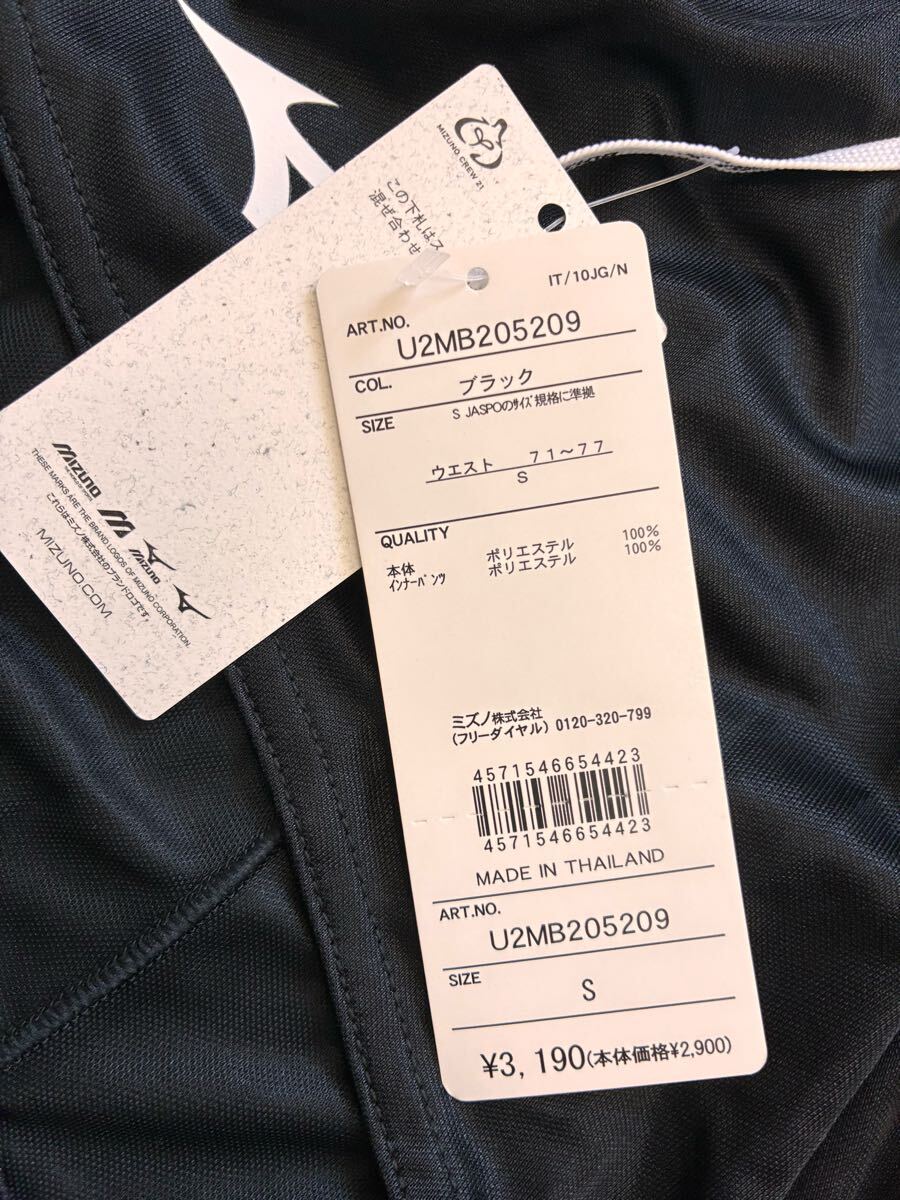 MIZUNO CREW 21
この下札はス
混ぜ合わせ
MIZUNO
M
MIZUNO
THESE MARKS ARE THE BRAND LOGOS OF MIZUNO CORPORATION.
これらはミズノ株式会社のブランドロゴです。
MIZUNO.COM
IT/10JG/N
ART.NO.
U2MB205209
COL.
ブラック
SIZE
S JASPOのｻｲｽﾞ規格に準拠
ウエスト 71〜77
S
QUALITY
本体 ポリエステル 100%
ｲﾝﾅｰﾊﾟﾝﾂ ポリエステル 100%
ミズノ株式会社
(フリーダイヤル) 0120-320-799
4571546654423
4571546654423
MADE IN THAILAND
ART.NO.
U2MB205209
SIZE
S
¥3,190(本体価格¥2,900)